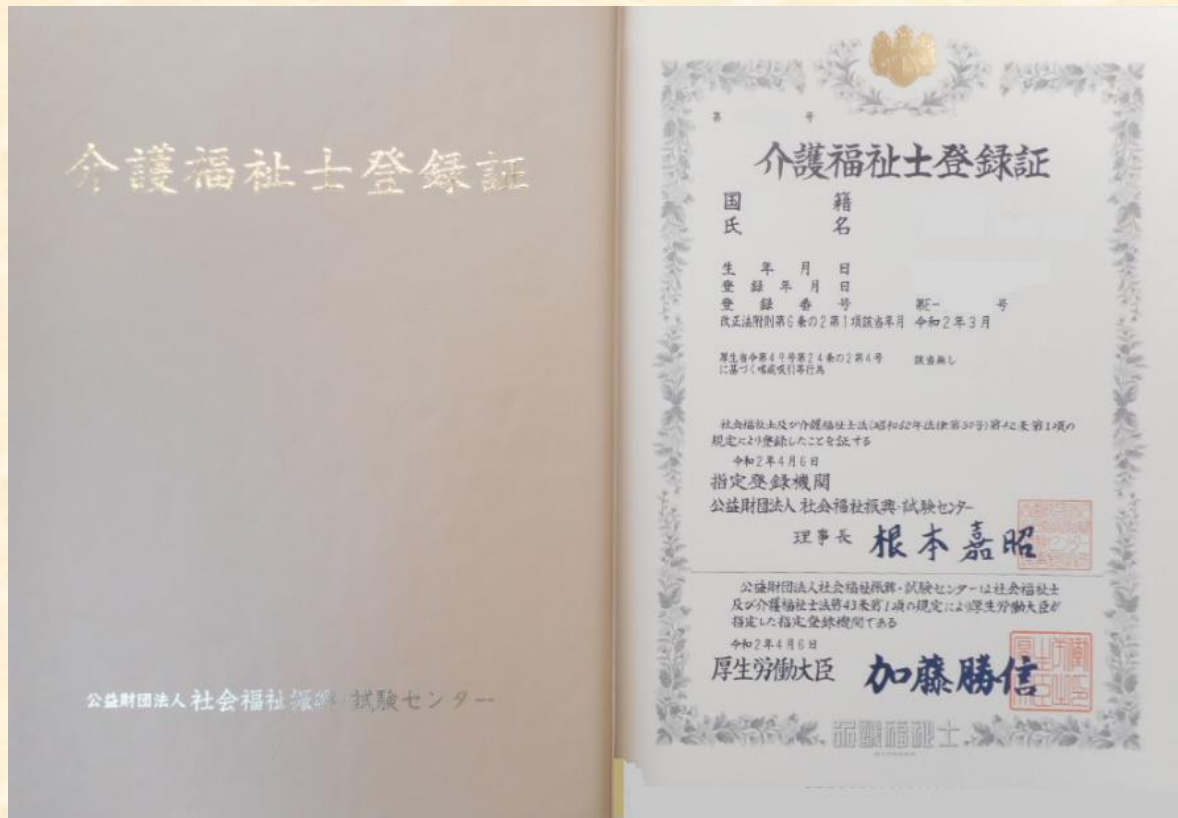 介護福祉士登録証
公益財団法人 社会福祉振興・試験センター
第 号
介護福祉士登録証
国籍
氏名
生年月日
登録年月日
登録番号 第E- 号
改正法附則第6条の2第1項該当年月 令和2年3月
厚生省令第49号第24条の2第4号 該当無し
に基づく喀痰吸引等行為
社会福祉士及び介護福祉士法(昭和62年法律第30号)第42条第1項の
規定により登録したことを証する
令和2年4月6日
指定登録機関
公益財団法人 社会福祉振興・試験センター
理事長 根本嘉昭
公益財団法人社会福祉振興・試験センターは社会福祉士
及び介護福祉士法第43条第1項の規定により厚生労働大臣が
指定した指定登録機関である
令和2年4月6日
厚生労働大臣 加藤勝信
介護福祉士